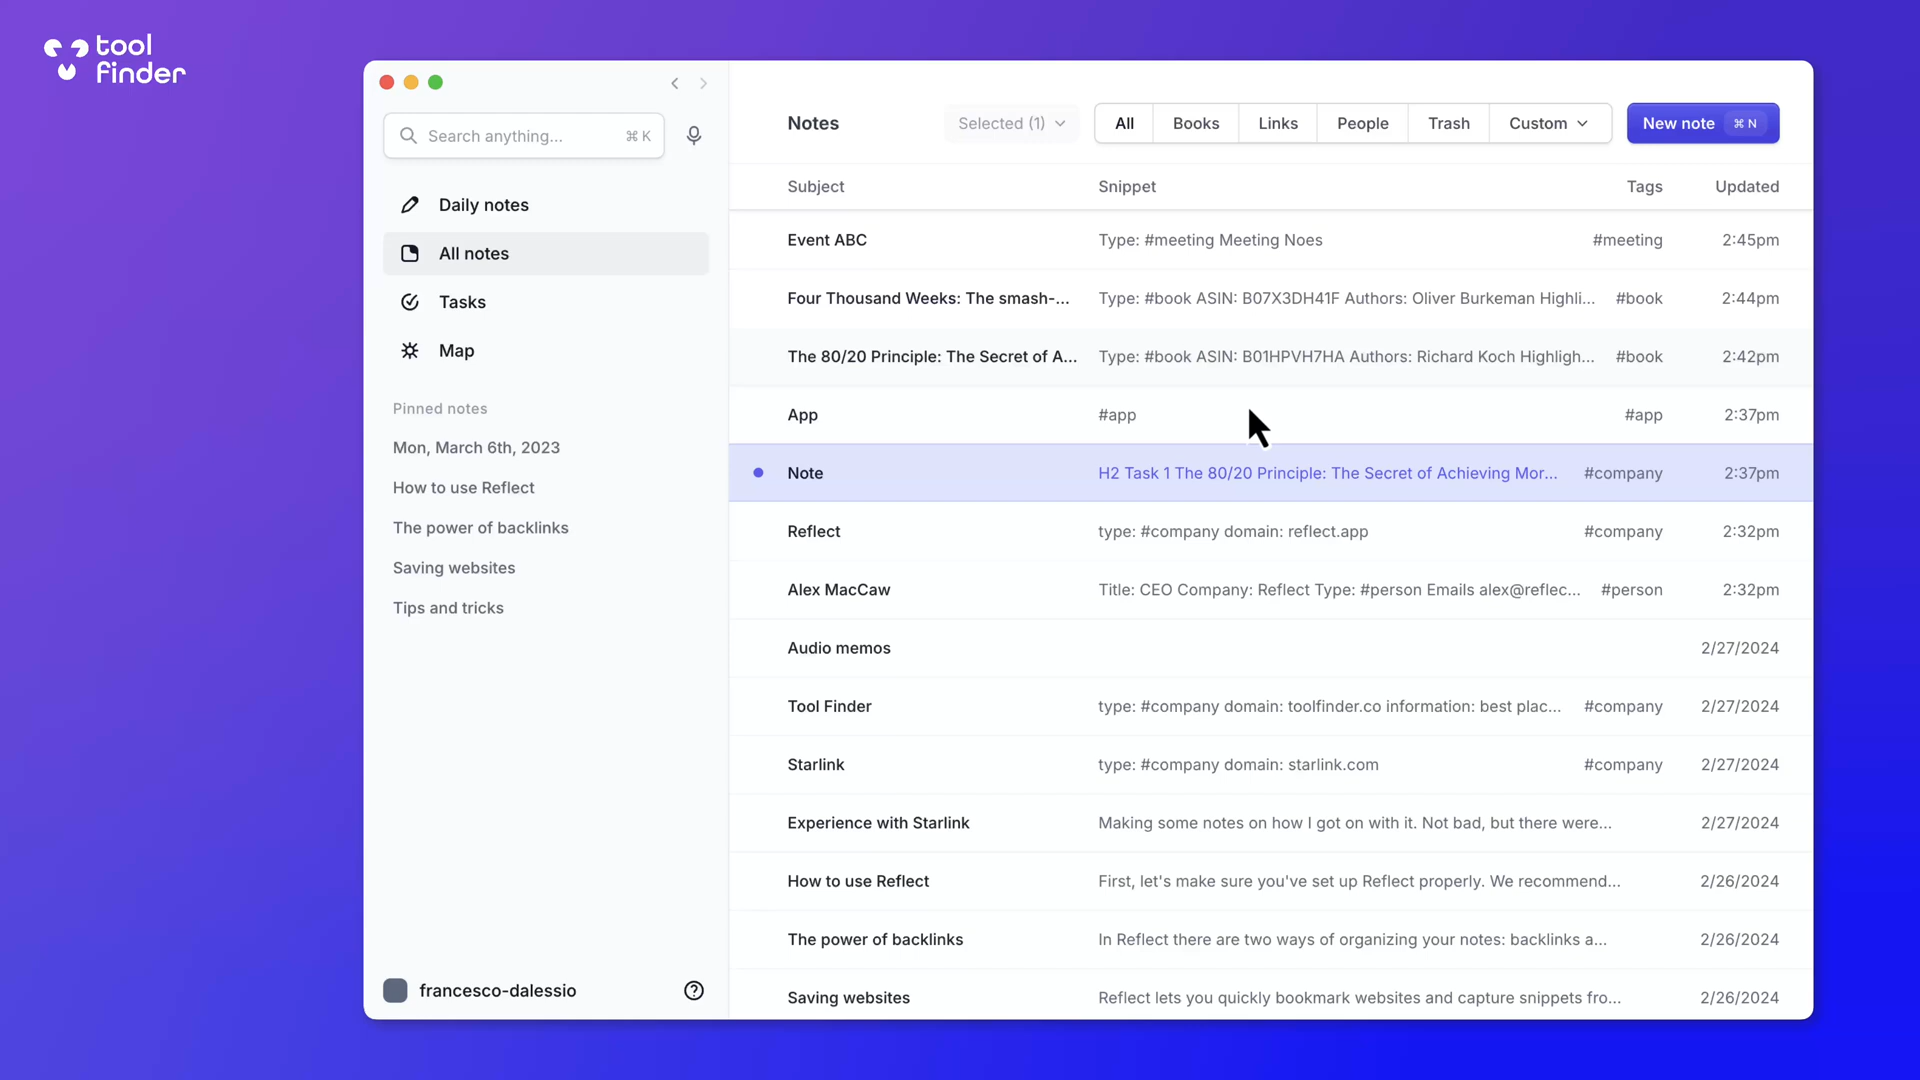 tool
finder
Search anything... ⌘ K
Daily notes
All notes
Tasks
Map
Pinned notes
Mon, March 6th, 2023
How to use Reflect
The power of backlinks
Saving websites
Tips and tricks
francesco-dalessio
Notes Selected (1) All Books Links People Trash Custom New note ⌘ N
Subject Snippet Tags Updated
Event ABC Type: #meeting Meeting Noes #meeting 2:45pm
Four Thousand Weeks: The smash-... Type: #book ASIN: B07X3DH41F Authors: Oliver Burkeman Highli... #book 2:44pm
The 80/20 Principle: The Secret of A... Type: #book ASIN: B01HPVH7HA Authors: Richard Koch Highligh... #book 2:42pm
App #app #app 2:37pm
Note H2 Task 1 The 80/20 Principle: The Secret of Achieving Mor... #company 2:37pm
Reflect type: #company domain: reflect.app #company 2:32pm
Alex MacCaw Title: CEO Company: Reflect Type: #person Emails alex@reflec... #person 2:32pm
Audio memos 2/27/2024
Tool Finder type: #company domain: toolfinder.co information: best plac... #company 2/27/2024
Starlink type: #company domain: starlink.com #company 2/27/2024
Experience with Starlink Making some notes on how I got on with it. Not bad, but there were... 2/27/2024
How to use Reflect First, let's make sure you've set up Reflect properly. We recommend... 2/26/2024
The power of backlinks In Reflect there are two ways of organizing your notes: backlinks a... 2/26/2024
Saving websites Reflect lets you quickly bookmark websites and capture snippets fro... 2/26/2024